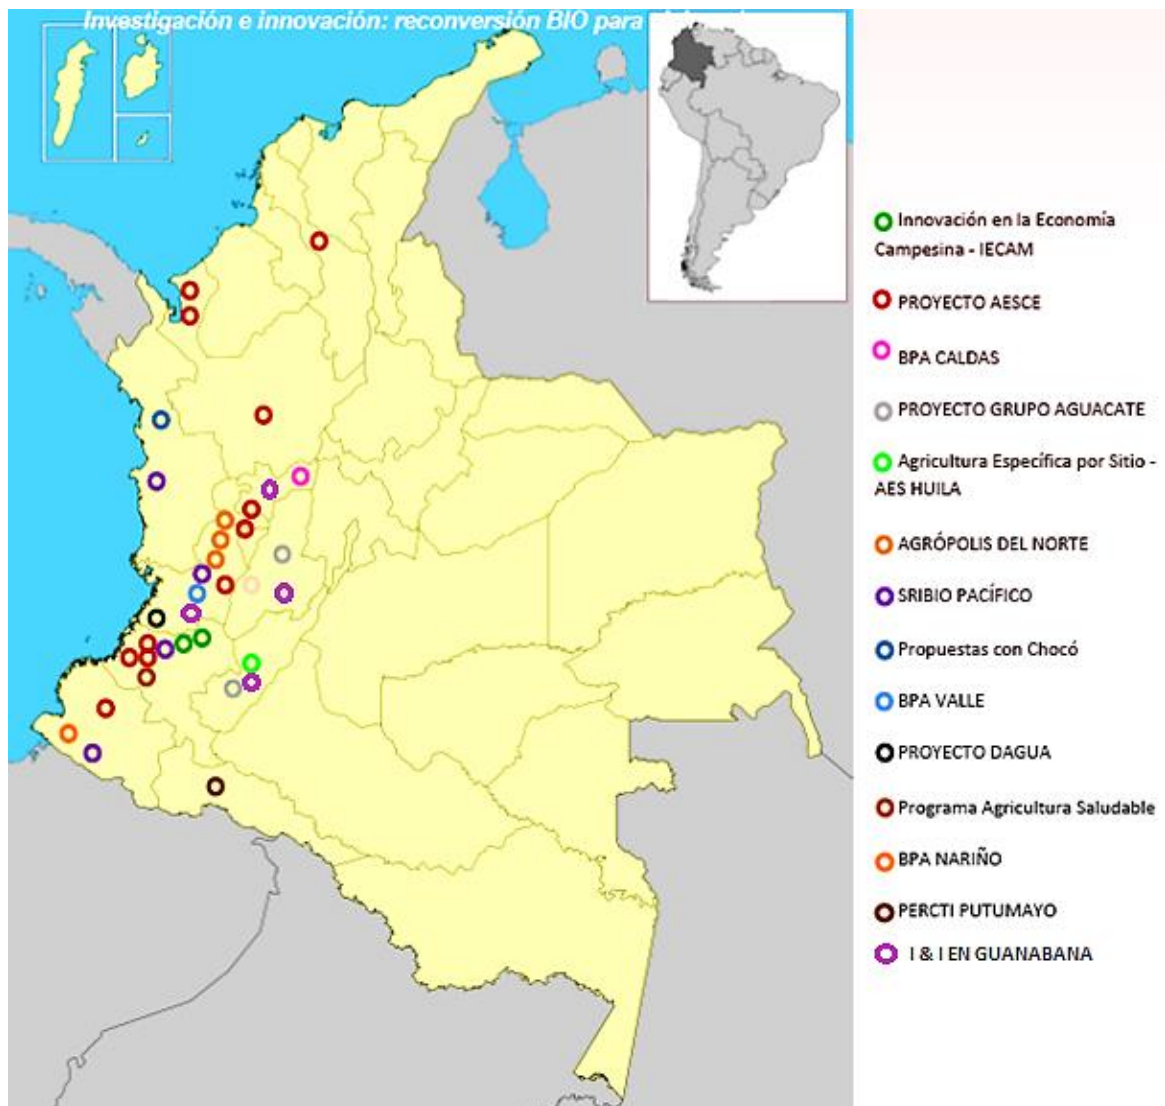 Investigación e innovación: reconversión BIO para
Innovación en la Economía
Campesina - IECAM
PROYECTO AESCE
BPA CALDAS
PROYECTO GRUPO AGUACATE
Agricultura Específica por Sitio -
AES HUILA
AGRÓPOLIS DEL NORTE
SRIBIO PACÍFICO
Propuestas con Chocó
BPA VALLE
PROYECTO DAGUA
Programa Agricultura Saludable
BPA NARIÑO
PERCTI PUTUMAYO
I & I EN GUANABANA